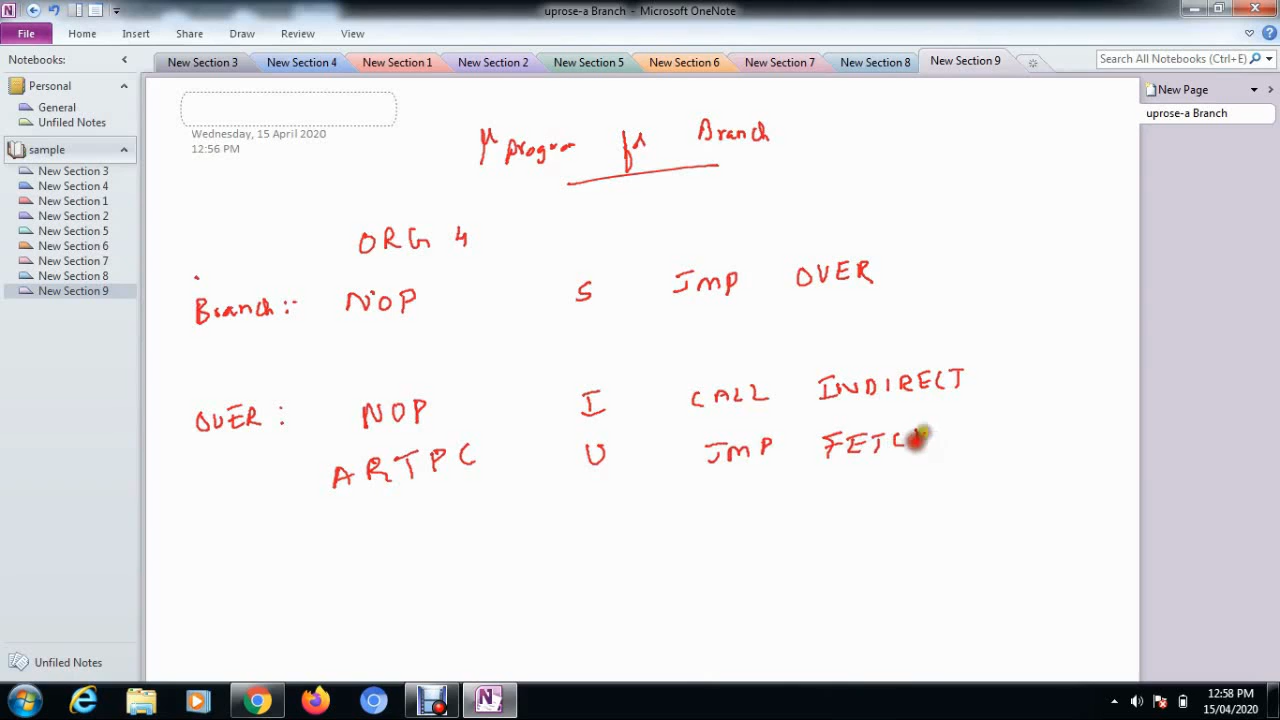 uprose-a Branch - Microsoft OneNote
File Home Insert Share Draw Review View
Notebooks:
New Section 3 New Section 4 New Section 1 New Section 2 New Section 5 New Section 6 New Section 7 New Section 8 New Section 9
Search All Notebooks (Ctrl+E)
Personal
General
Unfiled Notes
sample
New Section 3
New Section 4
New Section 1
New Section 2
New Section 5
New Section 6
New Section 7
New Section 8
New Section 9
New Page
uprose-a Branch
Wednesday, 15 April 2020
12:56 PM
μ program for Branch
ORG 4
Branch:: NOP S JMP OVER
OVER: NOP I CALL INDIRECT
ARTPC U JMP FETC
Unfiled Notes
12:58 PM
15/04/2020